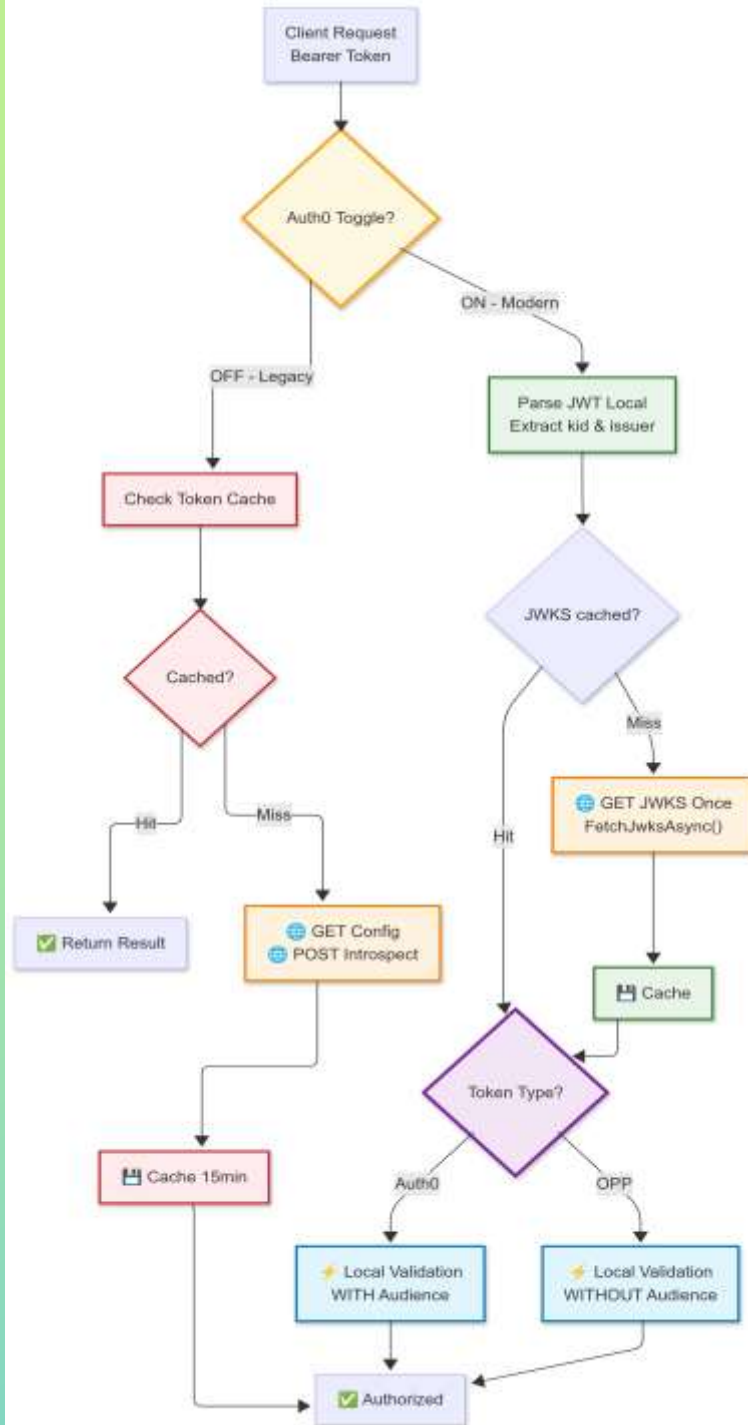 Client Request
Bearer Token
Auth0 Toggle?
ON - Modern
OFF - Legacy
Parse JWT Local
Extract kid & issuer
Check Token Cache
JWKS cached?
Cached?
Miss
🌐 GET JWKS Once
FetchJwksAsync()
Hit
Miss
Hit
✅ Return Result
🌐 GET Config
🌐 POST Introspect
💾 Cache
Token Type?
💾 Cache 15min
Auth0
OPP
⚡ Local Validation
WITH Audience
⚡ Local Validation
WITHOUT Audience
✅ Authorized